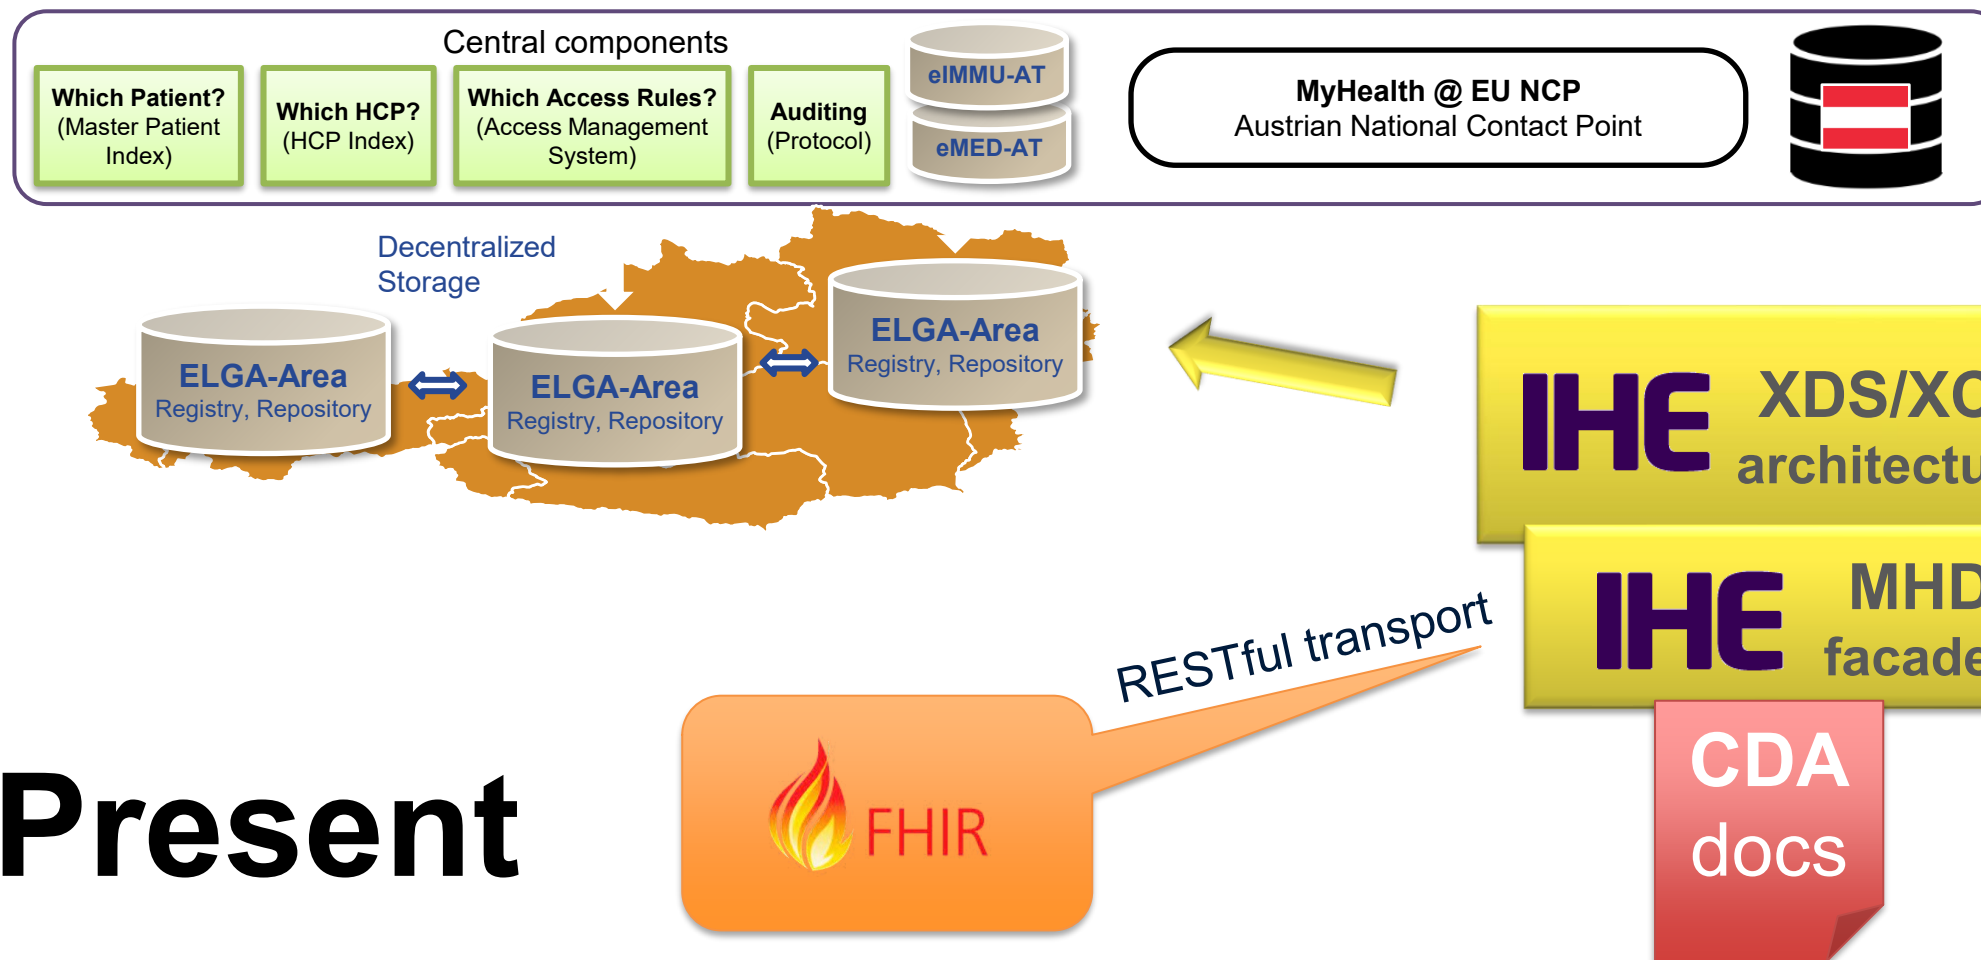 Central components
Which Patient?
(Master Patient
Index)
Which HCP?
(HCP Index)
Which Access Rules?
(Access Management
System)
Auditing
(Protocol)
eIMMU-AT
eMED-AT
MyHealth @ EU NCP
Austrian National Contact Point
Decentralized
Storage
ELGA-Area
Registry, Repository
ELGA-Area
Registry, Repository
ELGA-Area
Registry, Repository
IHE
XDS/XC
architectu
IHE
MHD
facade
RESTful transport
FHIR
CDA
docs
Present